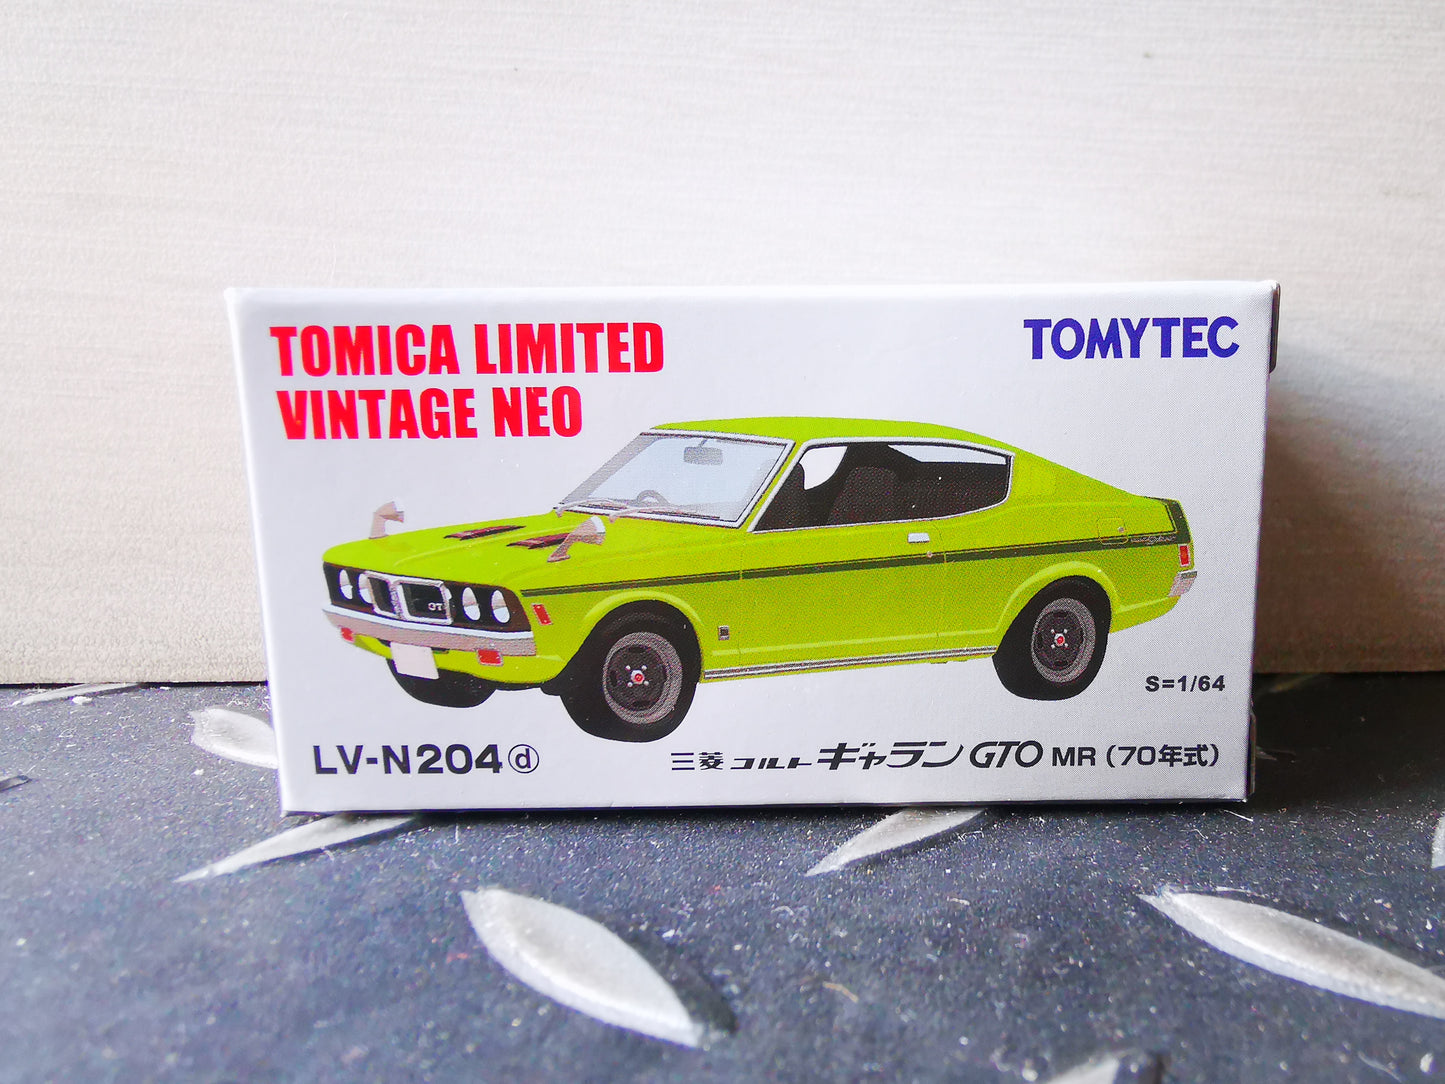 TOMICA LIMITED
VINTAGE NEO
TOMYTEC
S=1/64
LV-N204ⓓ
三菱 コルト ギャラン GTO MR (70年式)